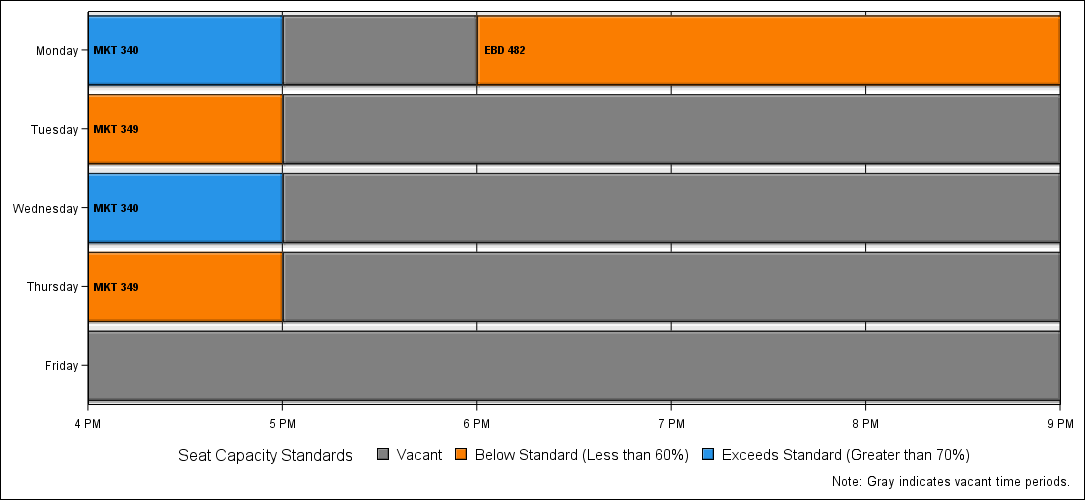 Monday
MKT 340
EBD 482
Tuesday
MKT 349
Wednesday
MKT 340
Thursday
MKT 349
Friday
4 PM 5 PM 6 PM 7 PM 8 PM 9 PM
Seat Capacity Standards Vacant Below Standard (Less than 60%) Exceeds Standard (Greater than 70%)
Note: Gray indicates vacant time periods.